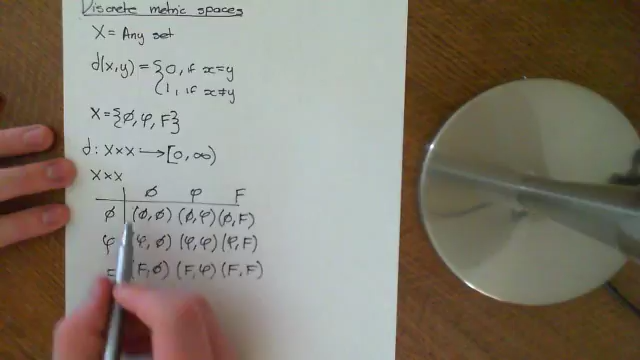 Discrete metric spaces
X = Any set
d(x,y) = { 0, if x=y
1, if x≠y
X = {Ø, φ, F}
d: X×X → [0, ∞)
X×X
Ø φ F
Ø (Ø, Ø) (Ø, φ) (Ø, F)
φ (φ, Ø) (φ, φ) (φ, F)
F (F, Ø) (F, φ) (F, F)